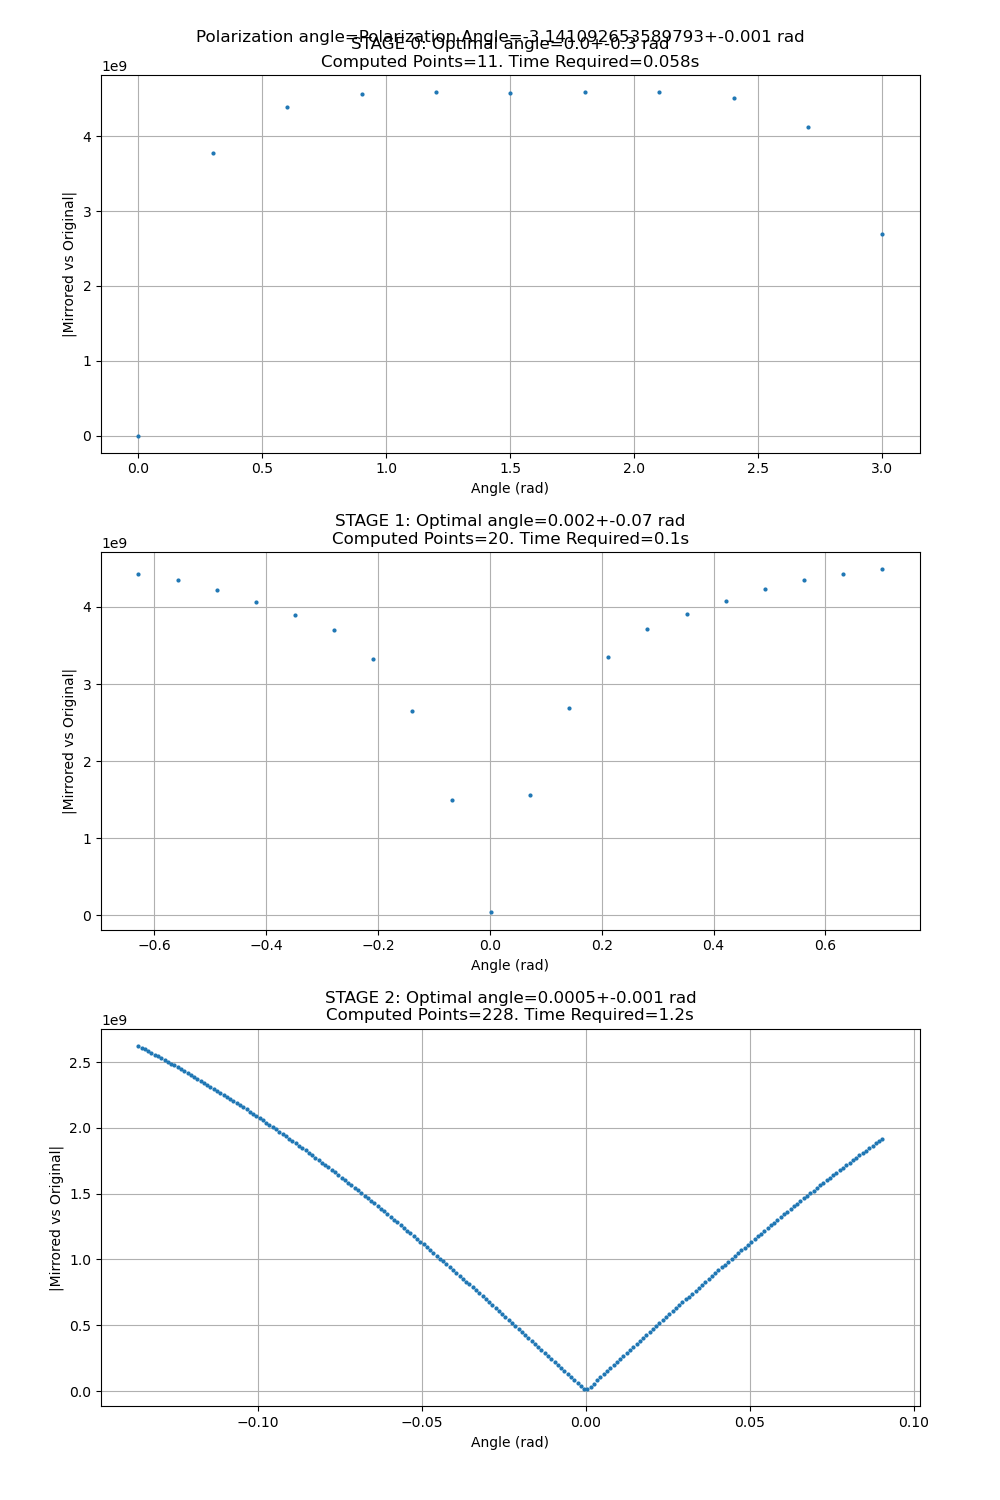 Polarization angle=Polarization Angle=-3.141092653589793+-0.001 rad
STAGE 0: Optimal angle=0.0+-0.3 rad
Computed Points=11. Time Required=0.058s
1e9
4
3
2
1
0
|Mirrored vs Original|
0.0 0.5 1.0 1.5 2.0 2.5 3.0
Angle (rad)
STAGE 1: Optimal angle=0.002+-0.07 rad
Computed Points=20. Time Required=0.1s
1e9
4
3
2
1
0
|Mirrored vs Original|
−0.6 −0.4 −0.2 0.0 0.2 0.4 0.6
Angle (rad)
STAGE 2: Optimal angle=0.0005+-0.001 rad
Computed Points=228. Time Required=1.2s
1e9
2.5
2.0
1.5
1.0
0.5
0.0
|Mirrored vs Original|
−0.10 −0.05 0.00 0.05 0.10
Angle (rad)